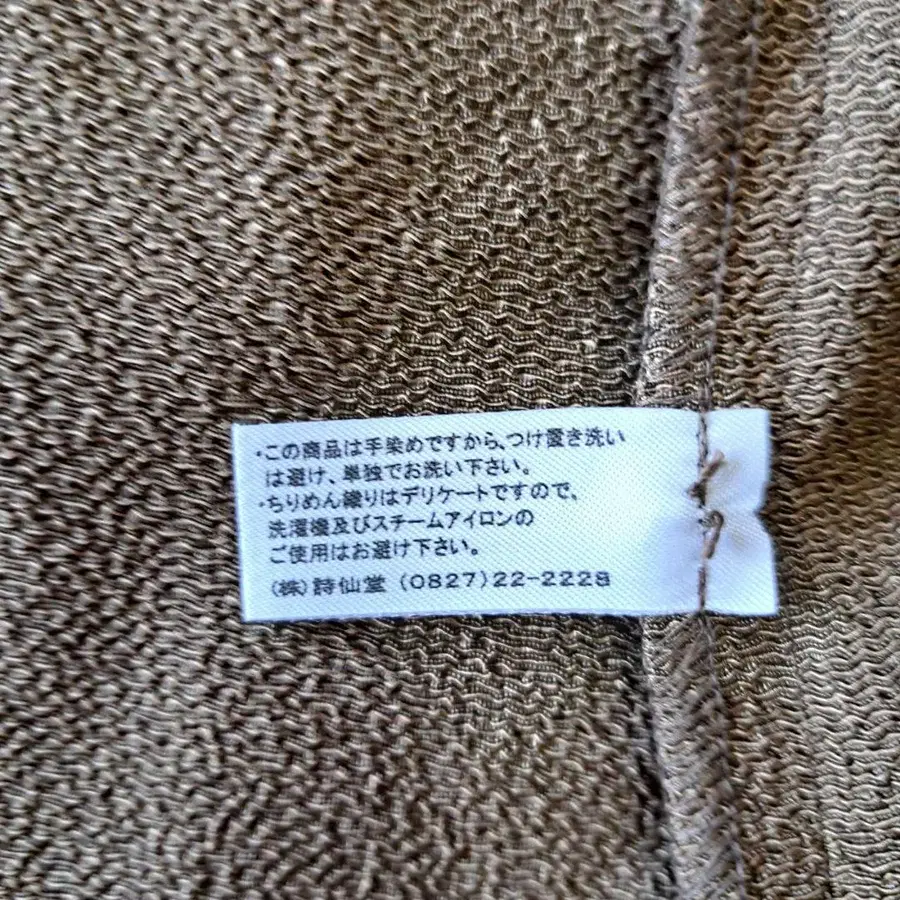 ・この商品は手染めですから、つけ置き洗い
は避け、単独でお洗い下さい。
・ちりめん織りはデリケートですので、
洗濯機及びスチームアイロンの
ご使用はお避け下さい。
(株)詩仙堂 (0827)22-2228